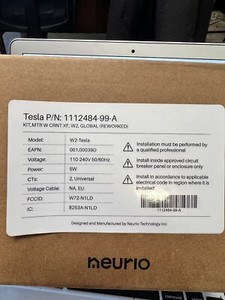 Tesla P/N: 1112484-99-A
KIT,MTR W CRNT XF, W2, GLOBAL (REWORKED)
Model: W2-Tesla
EAPN: 001.00039O
Voltage: 110-240V 50/60Hz
Power: 6W
CTs: 2, Universal
Voltage Cable: NA, EU
FCCID: W72-N1LD
IC: 8253A-N1LD
Installation must be performed by
a qualified professional
Install inside approved circuit
breaker panel or enclosure only
Install in accordance to applicable
electrical code in region where it is
installed
1112484-99-A
Designed and Manufactured by Neurio Technology Inc.
neurio